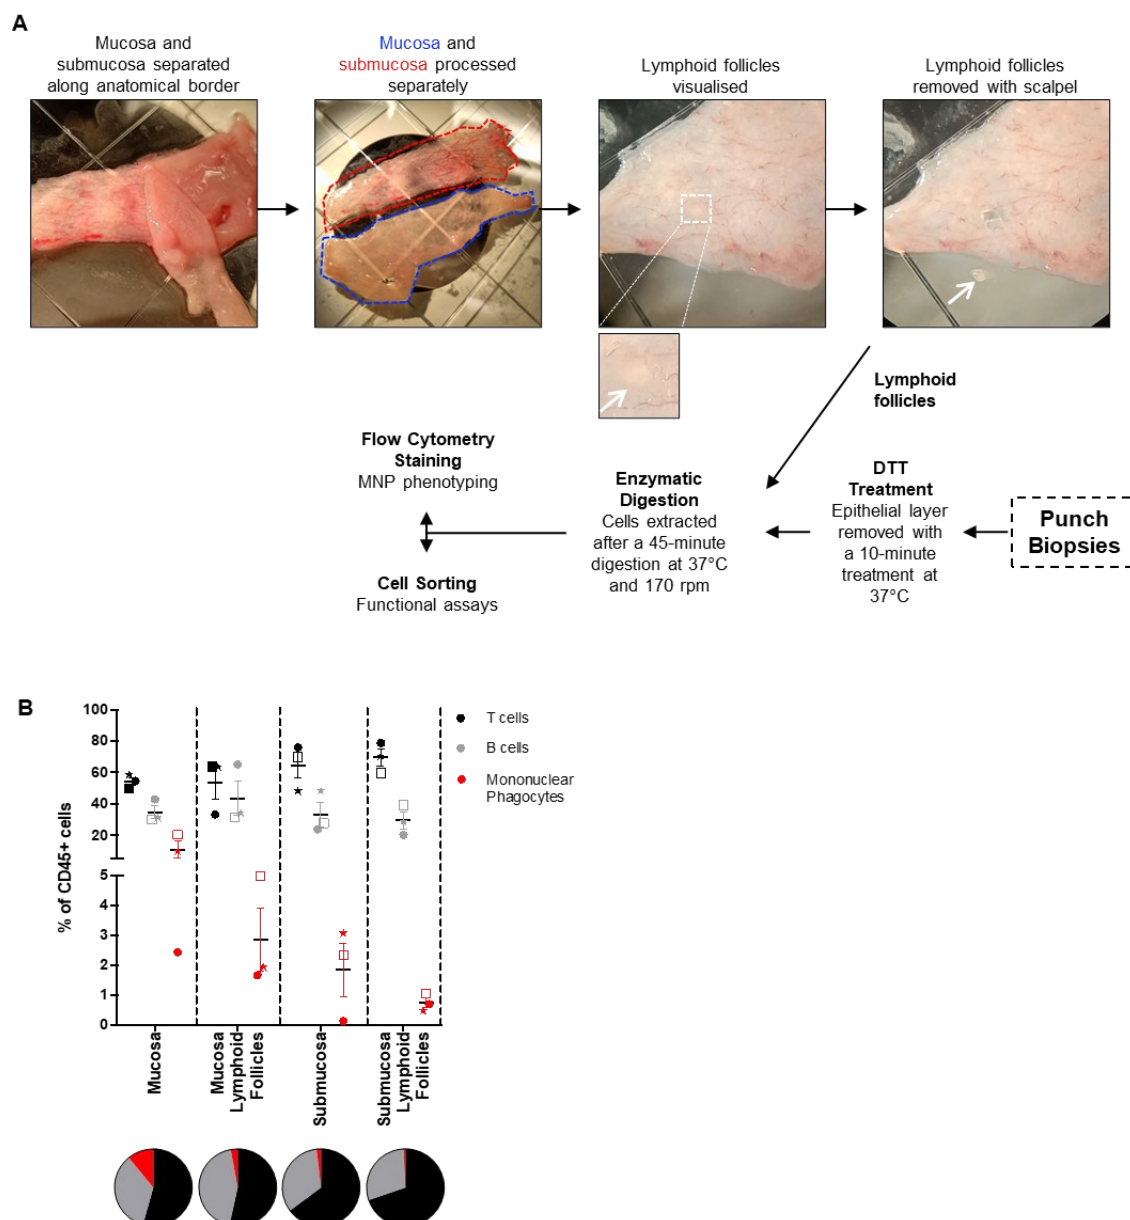 A
Mucosa and
submucosa separated
along anatomical border
Mucosa and
submucosa processed
separately
Lymphoid follicles
visualised
Lymphoid follicles
removed with scalpel
Lymphoid
follicles
Flow Cytometry
Staining
MNP phenotyping
Cell Sorting
Functional assays
Enzymatic
Digestion
Cells extracted
after a 45-minute
digestion at 37°C
and 170 rpm
DTT
Treatment
Epithelial layer
removed with
a 10-minute
treatment at
37°C
Punch
Biopsies
B
% of CD45+ cells
100
80
60
40
20
5
4
3
2
1
0
T cells
B cells
Mononuclear
Phagocytes
Mucosa
Mucosa
Lymphoid
Follicles
Submucosa
Submucosa
Lymphoid
Follicles